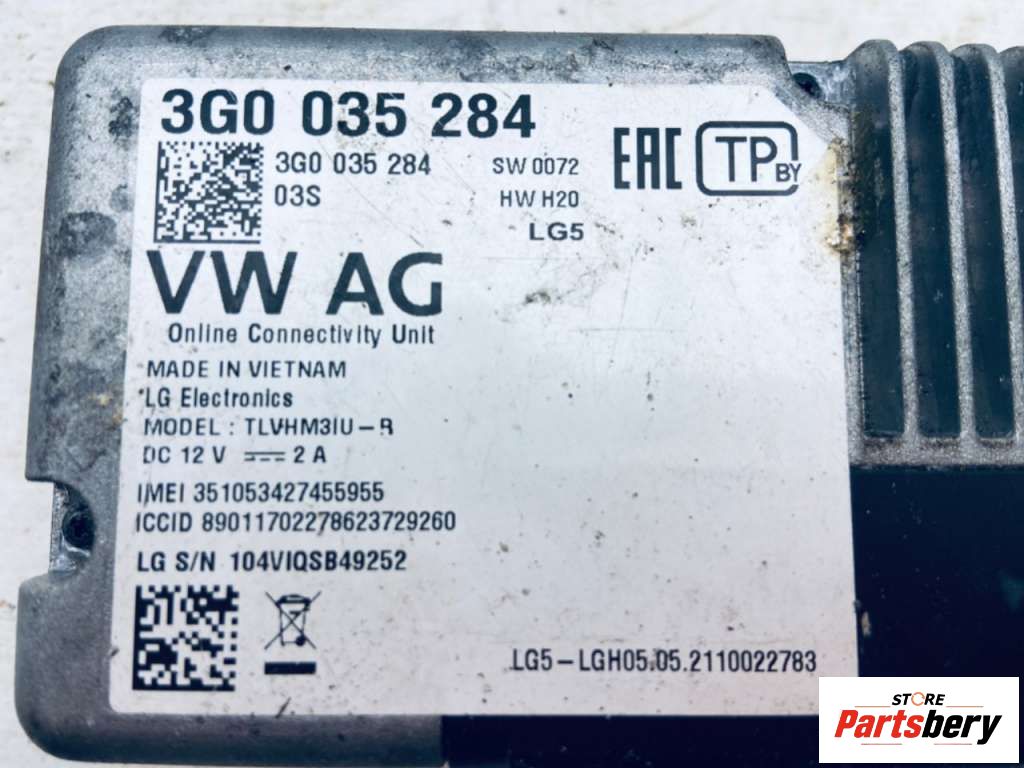 3G0 035 284
3G0 035 284
03S
SW 0072
HW H20
LG5
EAC
TP BY
VW AG
Online Connectivity Unit
MADE IN VIETNAM
LG Electronics
MODEL : TLVHM3IU-R
DC 12 V ⎓ 2 A
IMEI 351053427455955
ICCID 89011702278623729260
LG S/N 104VIQSB49252
LG5-LGH05.05.2110022783
STORE
Partsbery